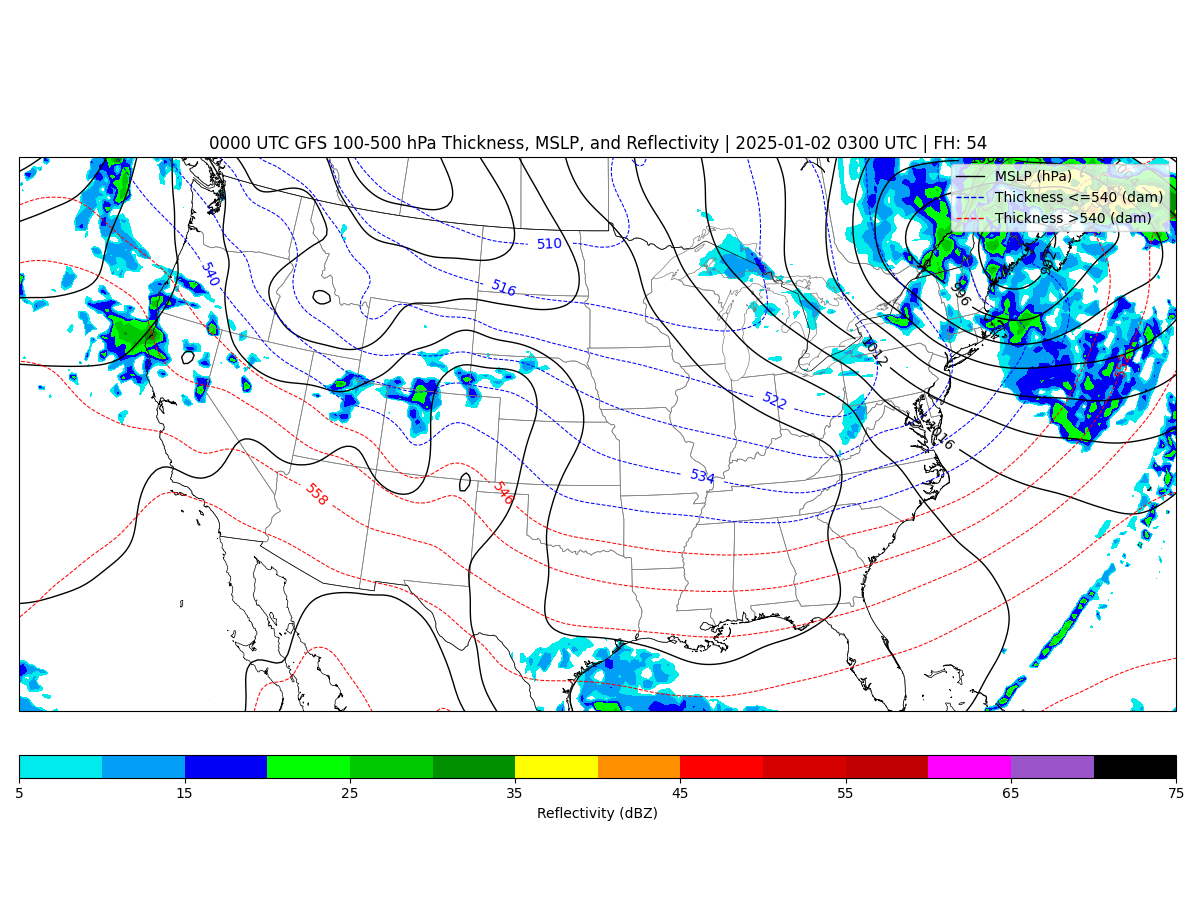 0000 UTC GFS 100-500 hPa Thickness, MSLP, and Reflectivity | 2025-01-02 0300 UTC | FH: 54
MSLP (hPa)
Thickness <=540 (dam)
Thickness >540 (dam)
510
992
540
516
996
1012
522
1016
534
558
546
5 15 25 35 45 55 65 75
Reflectivity (dBZ)